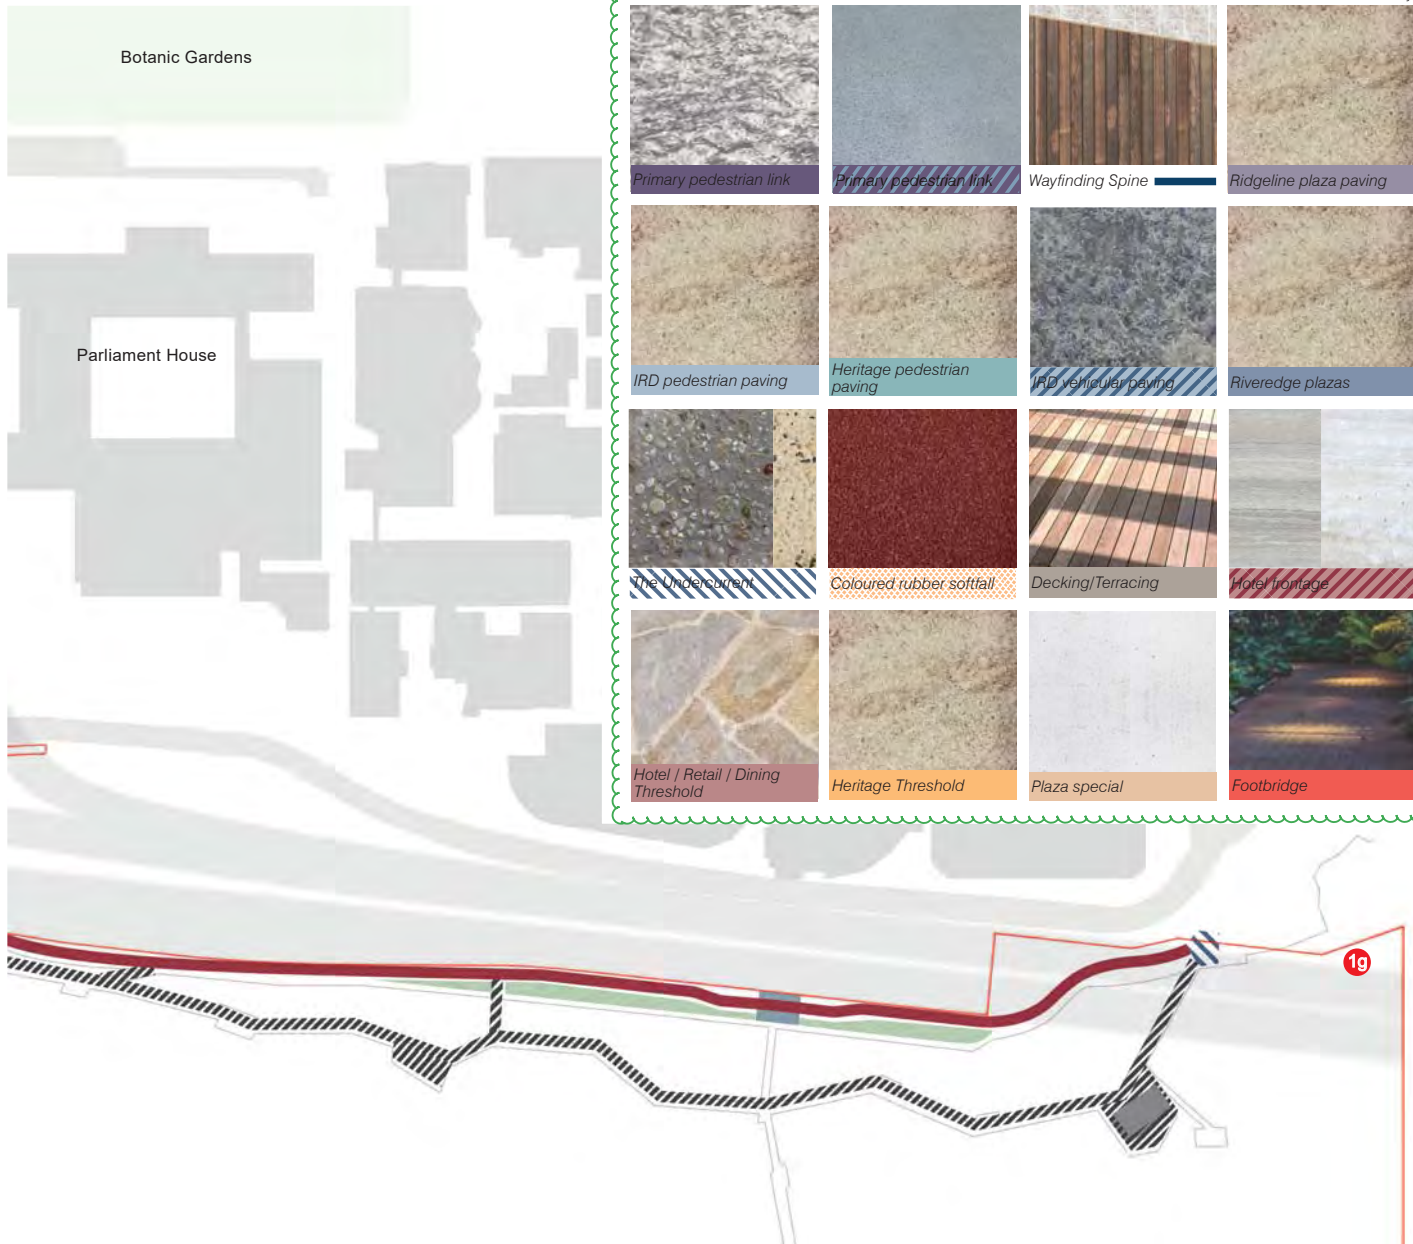 Botanic Gardens
Primary pedestrian link
Primary pedestrian link
Wayfinding Spine
Ridgeline plaza paving
Parliament House
IRD pedestrian paving
Heritage pedestrian
paving
IRD vehicular paving
Riveredge plazas
The Undercurrent
Coloured rubber softfall
Decking/Terracing
Hotel frontage
Hotel / Retail / Dining
Threshold
Heritage Threshold
Plaza special
Footbridge
1g